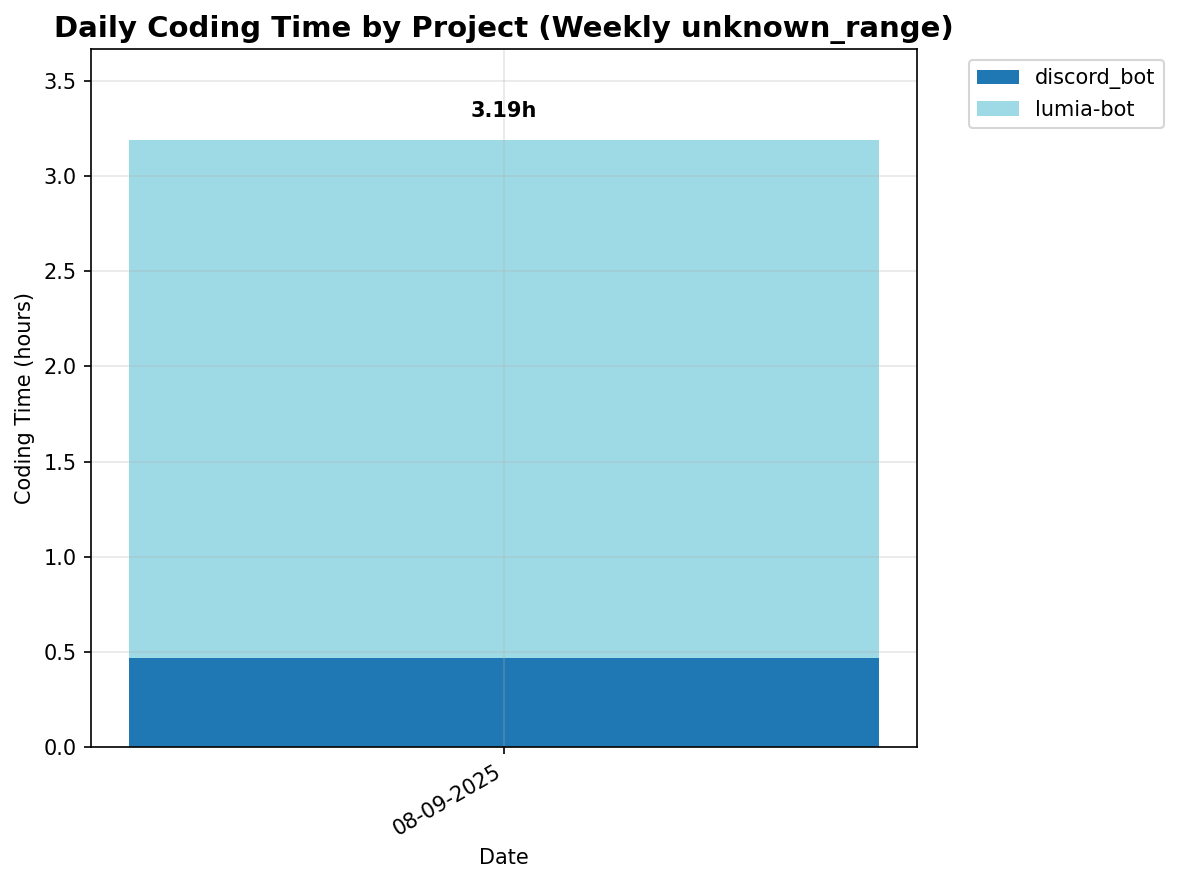 Daily Coding Time by Project (Weekly unknown_range)
discord_bot
lumia-bot
3.19h
Coding Time (hours)
3.5
3.0
2.5
2.0
1.5
1.0
0.5
0.0
08-09-2025
Date